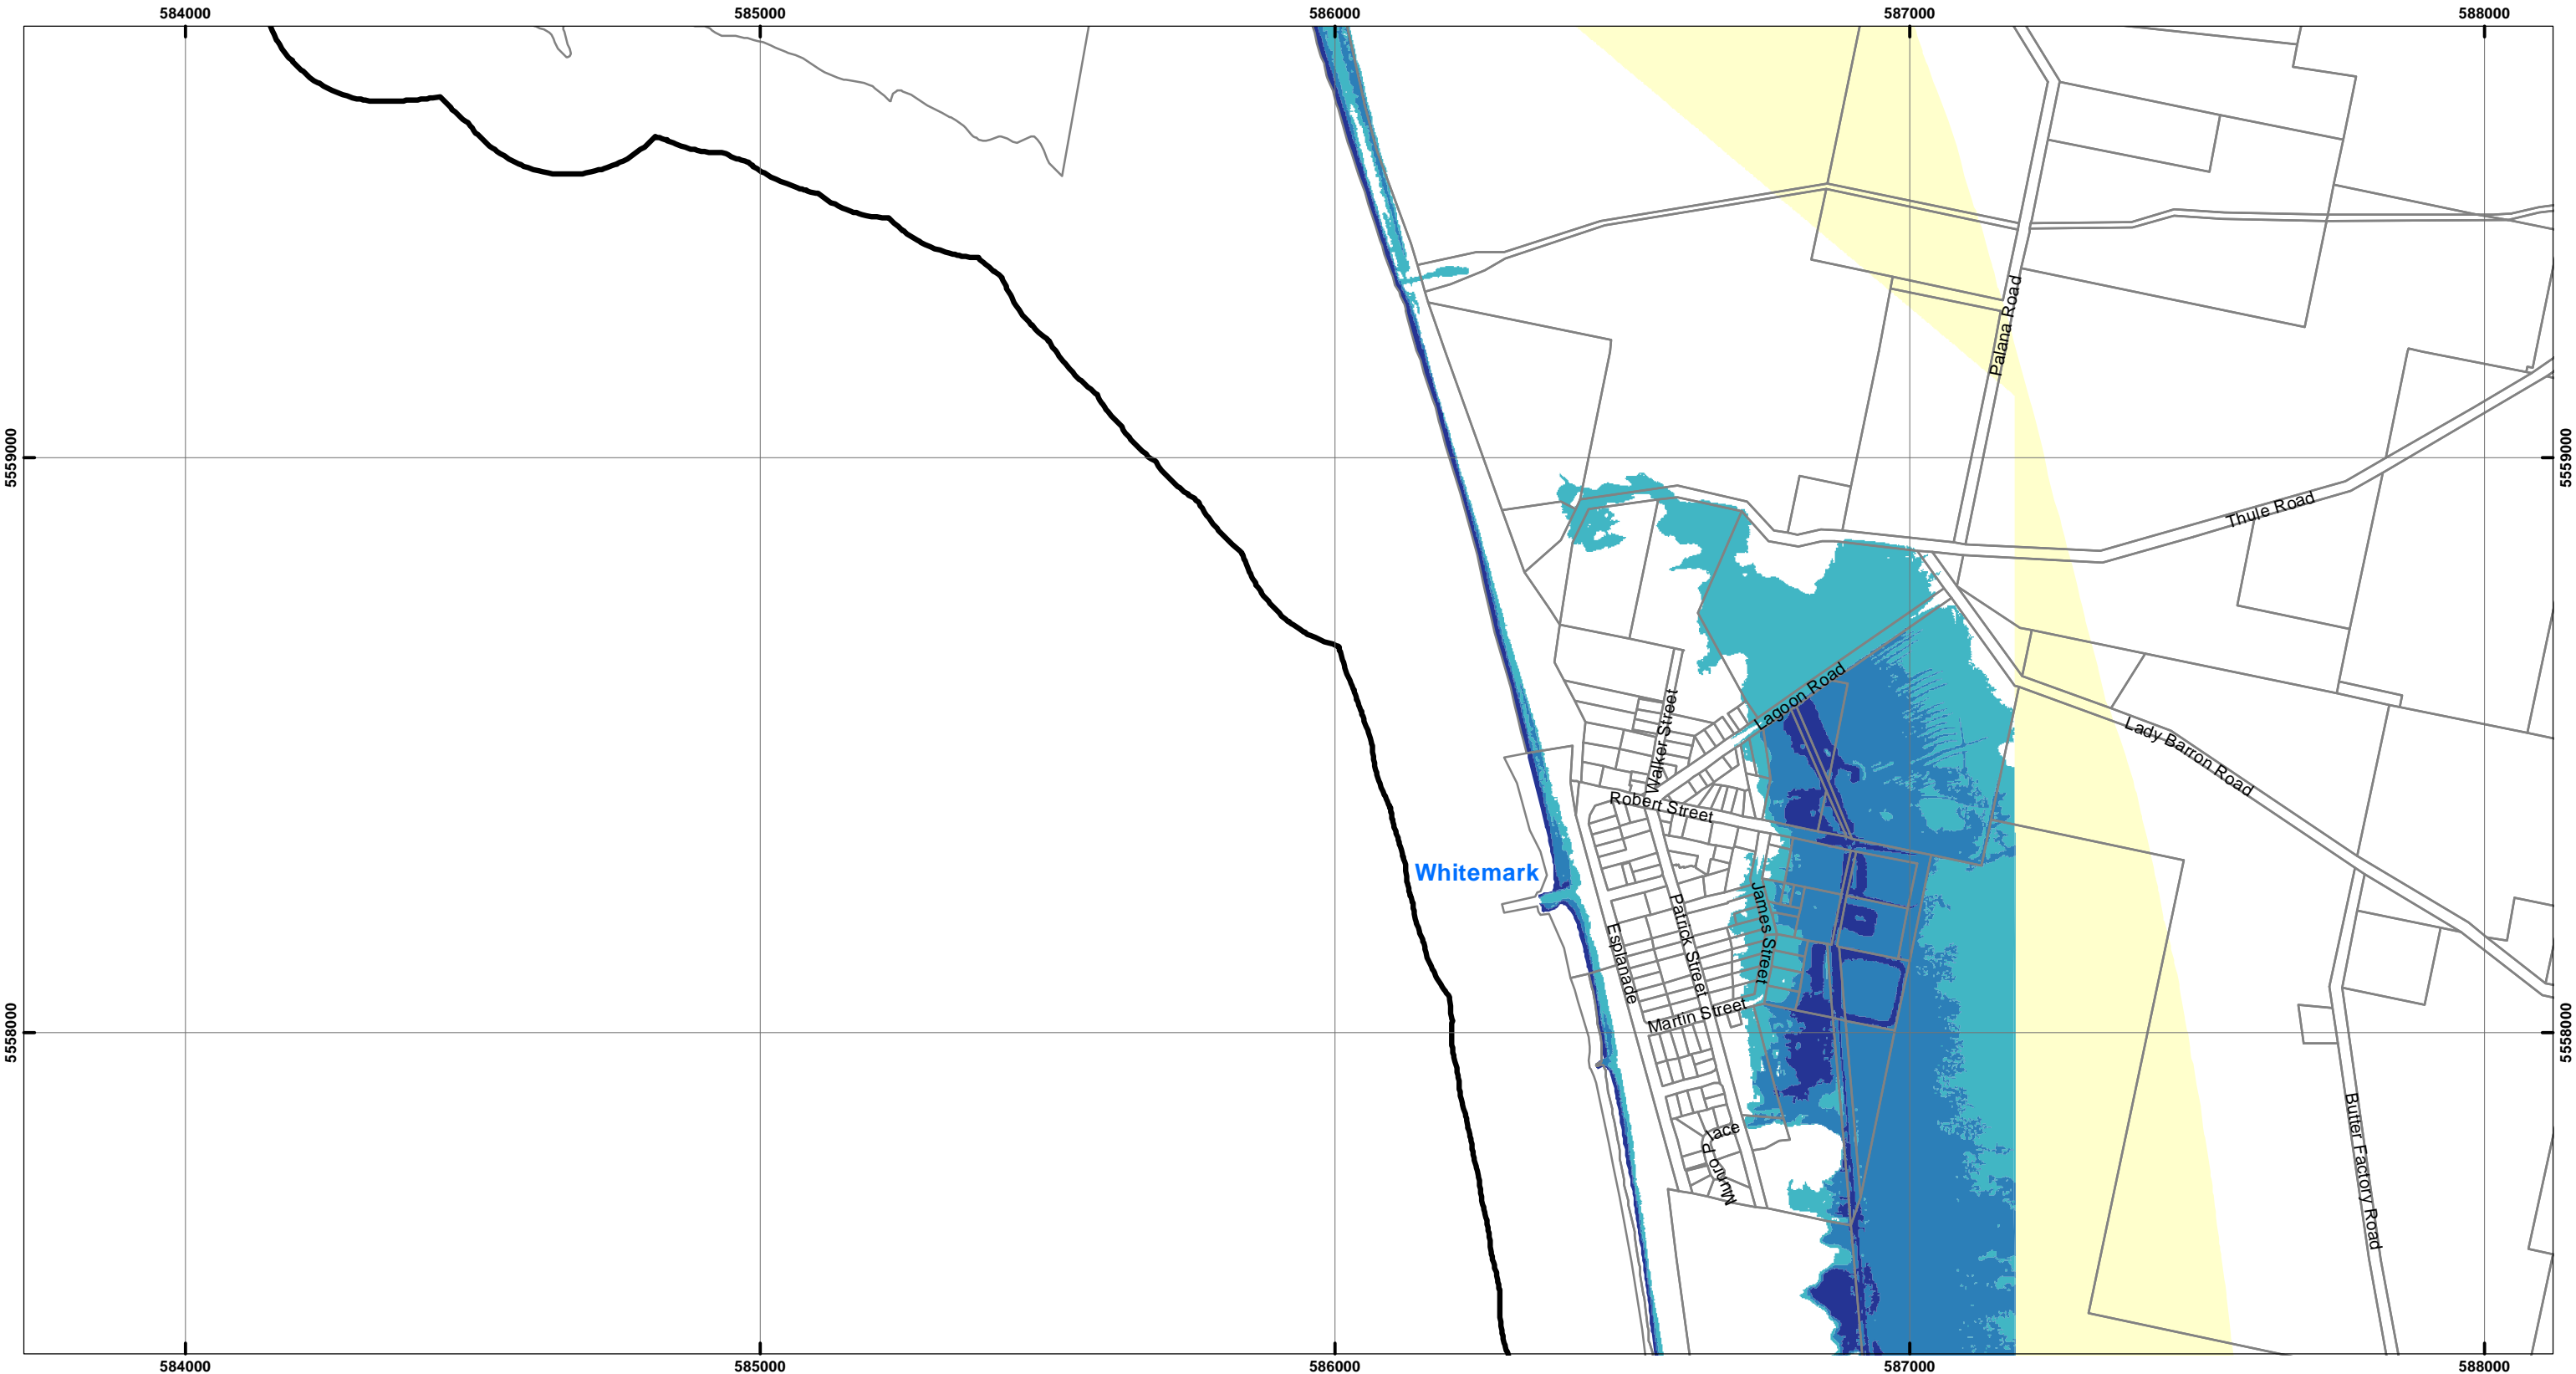 584000
585000
586000
587000
588000
5559000
5559000
Palana Road
Thule Road
Lagoon Road
Walker Street
Lady Barron Road
Robert Street
Whitemark
James Street
Patrick Street
Esplanade
Martin Street
5558000
5558000
Munro Place
Butter Factory Road
584000
585000
586000
587000
588000